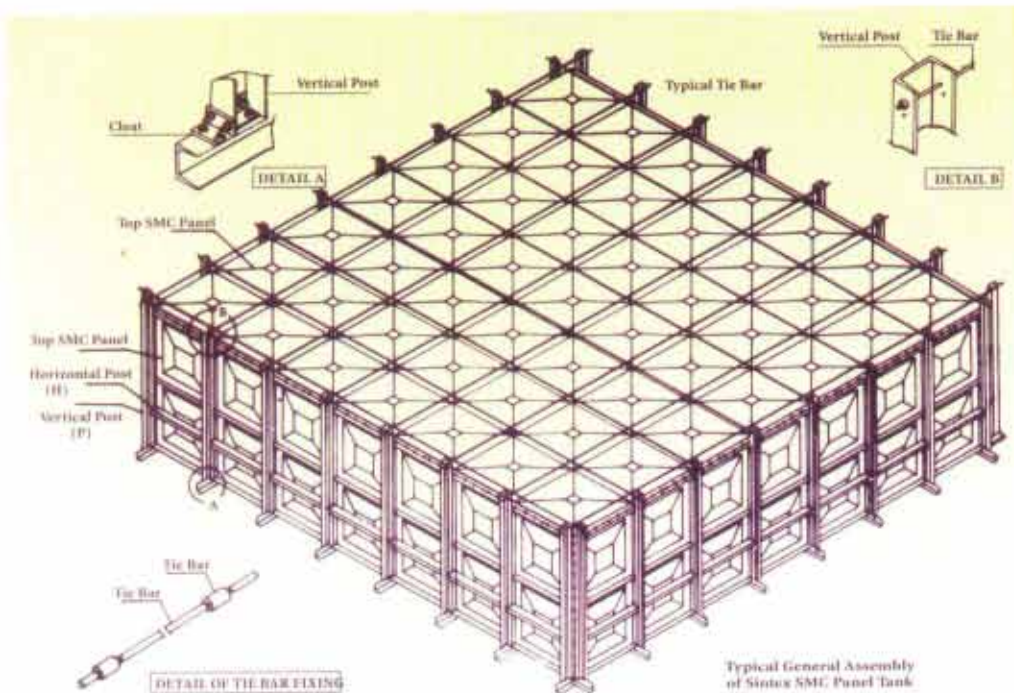 Vertical Post
Tie Bar
Vertical Post
Typical Tie Bar
Cleat
DETAIL A
DETAIL B
Top SMC Panel
B
Top SMC Panel
Horizontal Post
(H)
Vertical Post
(P)
A
Tie Bar
Tie Bar
DETAIL OF TIE BAR FIXING
Typical General Assembly
of Sintex SMC Panel Tank